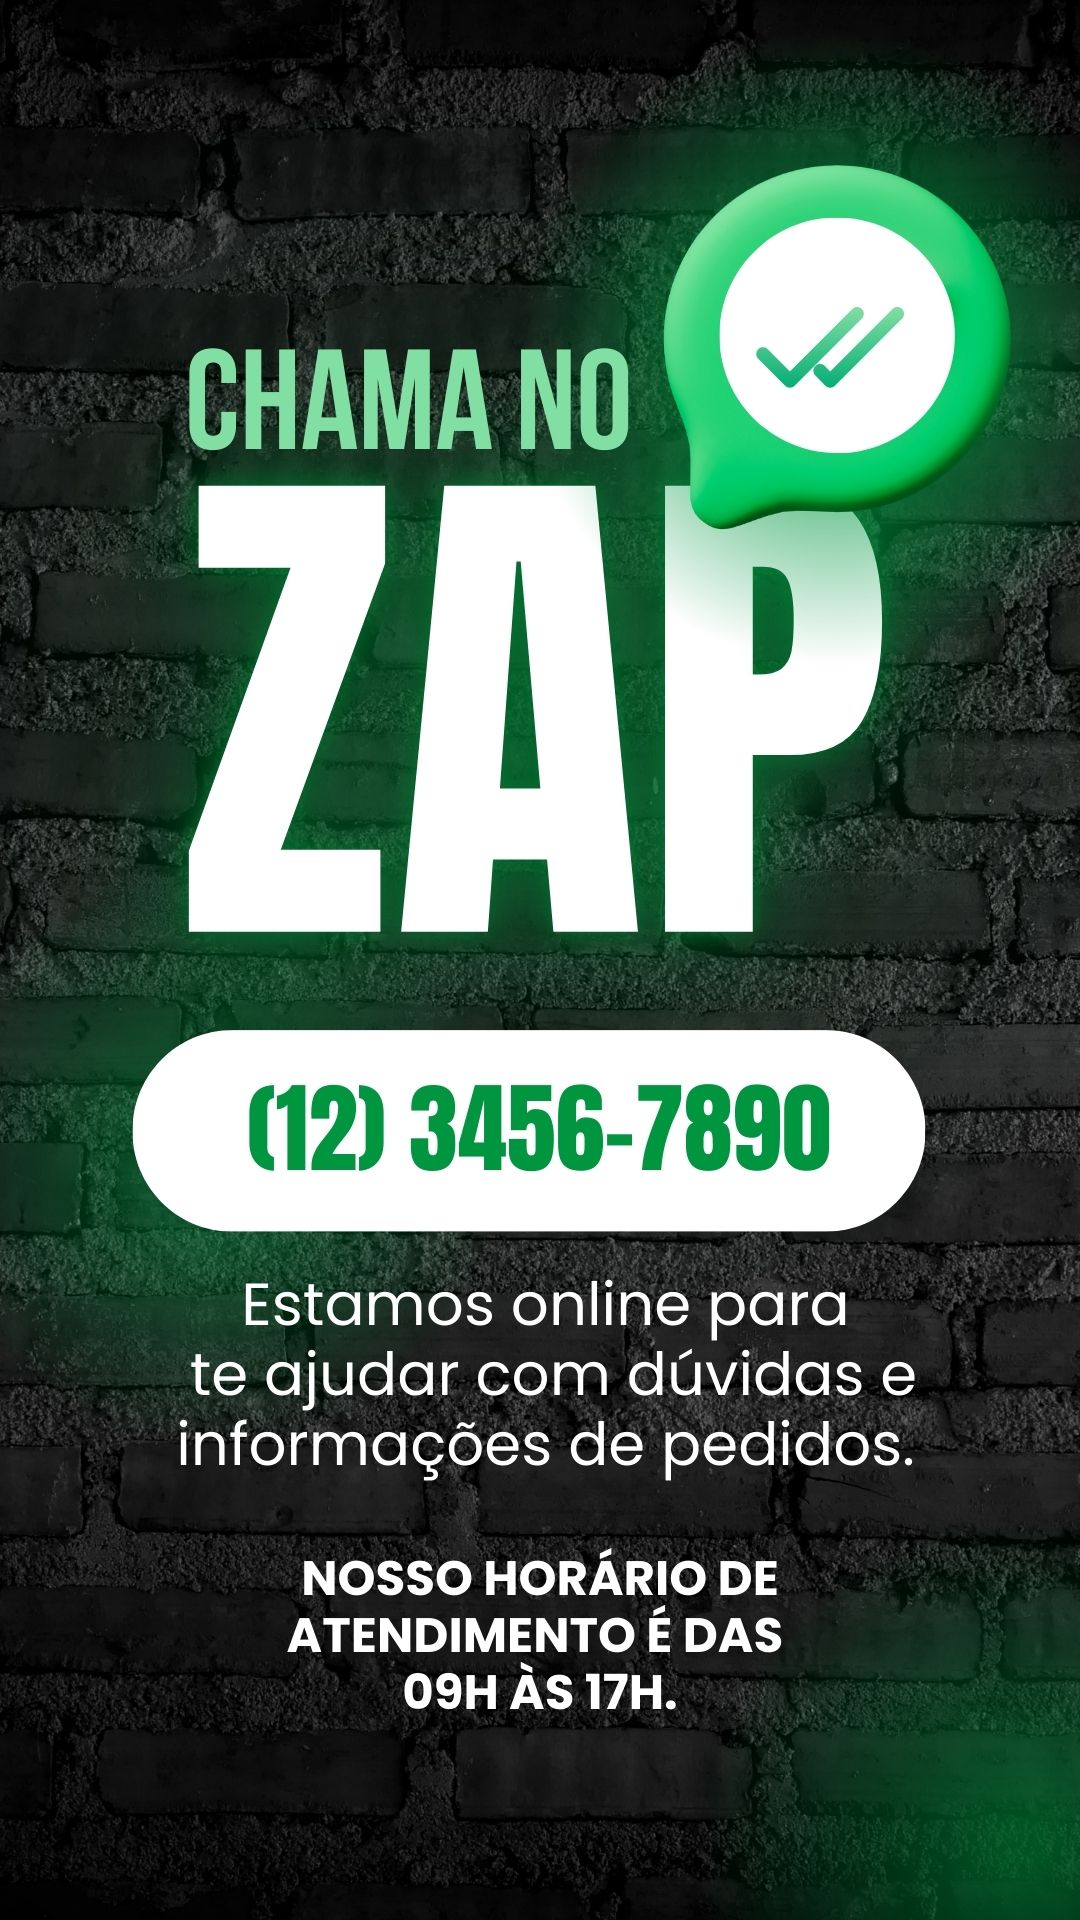 CHAMA NO
ZAP
(12) 3456-7890
Estamos online para
te ajudar com dúvidas e
informações de pedidos.
NOSSO HORÁRIO DE
ATENDIMENTO É DAS
09H ÀS 17H.